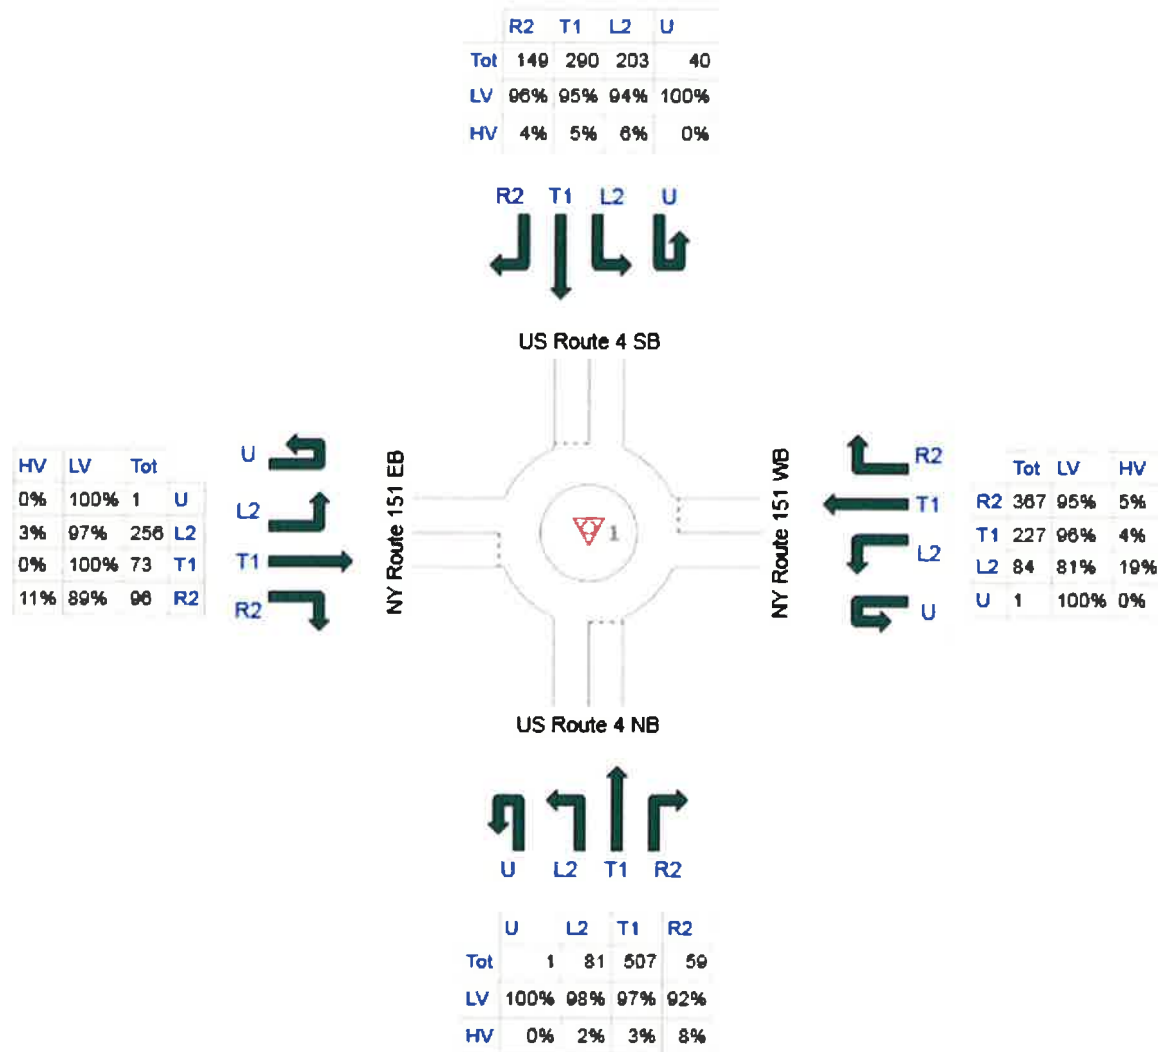 R2 T1 L2 U
Tot 149 290 203 40
LV 96% 95% 94% 100%
HV 4% 5% 6% 0%
R2 T1 L2 U
US Route 4 SB
HV LV Tot
0% 100% 1 U
3% 97% 256 L2
0% 100% 73 T1
11% 89% 96 R2
U
L2
T1
R2
NY Route 151 EB
1
NY Route 151 WB
R2
T1
L2
U
Tot LV HV
R2 367 95% 5%
T1 227 96% 4%
L2 84 81% 19%
U 1 100% 0%
US Route 4 NB
U L2 T1 R2
U L2 T1 R2
Tot 1 81 507 59
LV 100% 98% 97% 92%
HV 0% 2% 3% 8%